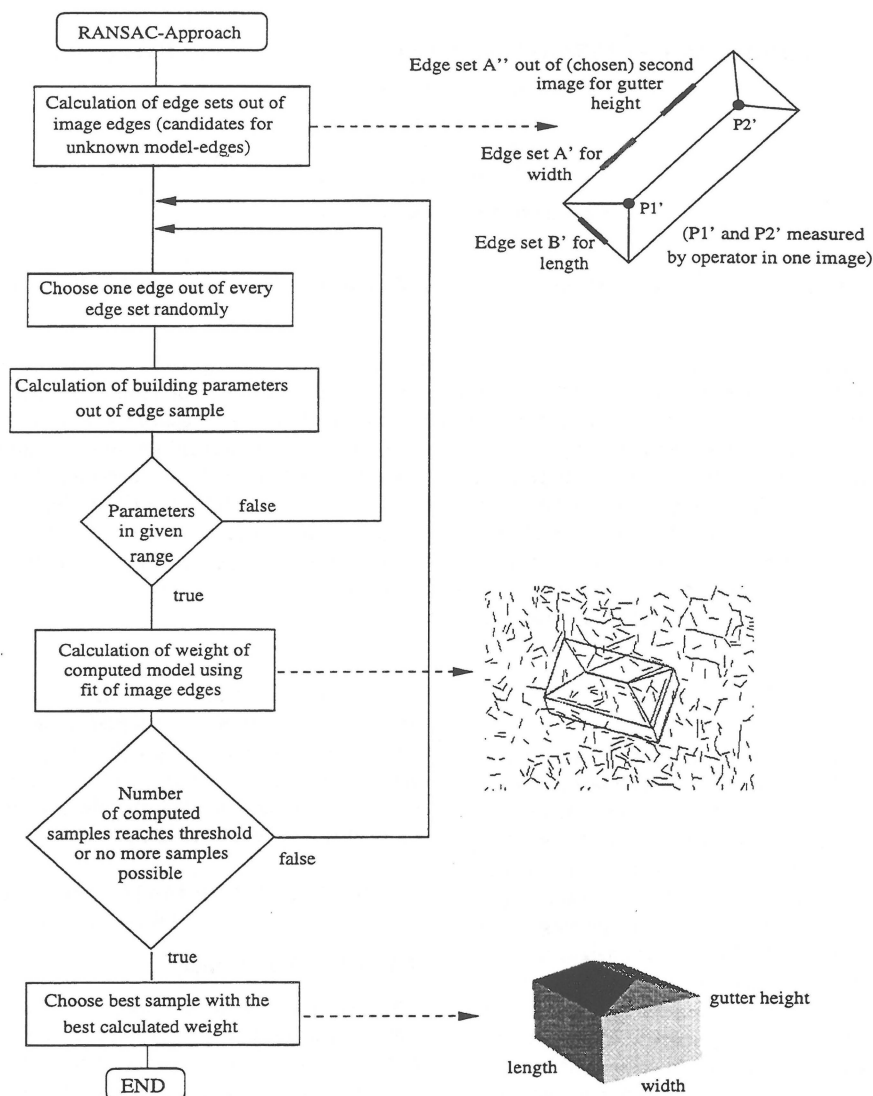 RANSAC-Approach
Calculation of edge sets out of
image edges (candidates for
unknown model-edges)
Edge set A'' out of (chosen) second
image for gutter
height
Edge set A' for
width
P2'
P1'
Edge set B' for
length
(P1' and P2' measured
by operator in one image)
Choose one edge out of every
edge set randomly
Calculation of building parameters
out of edge sample
Parameters
in given
range
false
true
Calculation of weight of
computed model using
fit of image edges
Number
of computed
samples reaches threshold
or no more samples
possible
false
true
Choose best sample with the
best calculated weight
gutter height
length
width
END